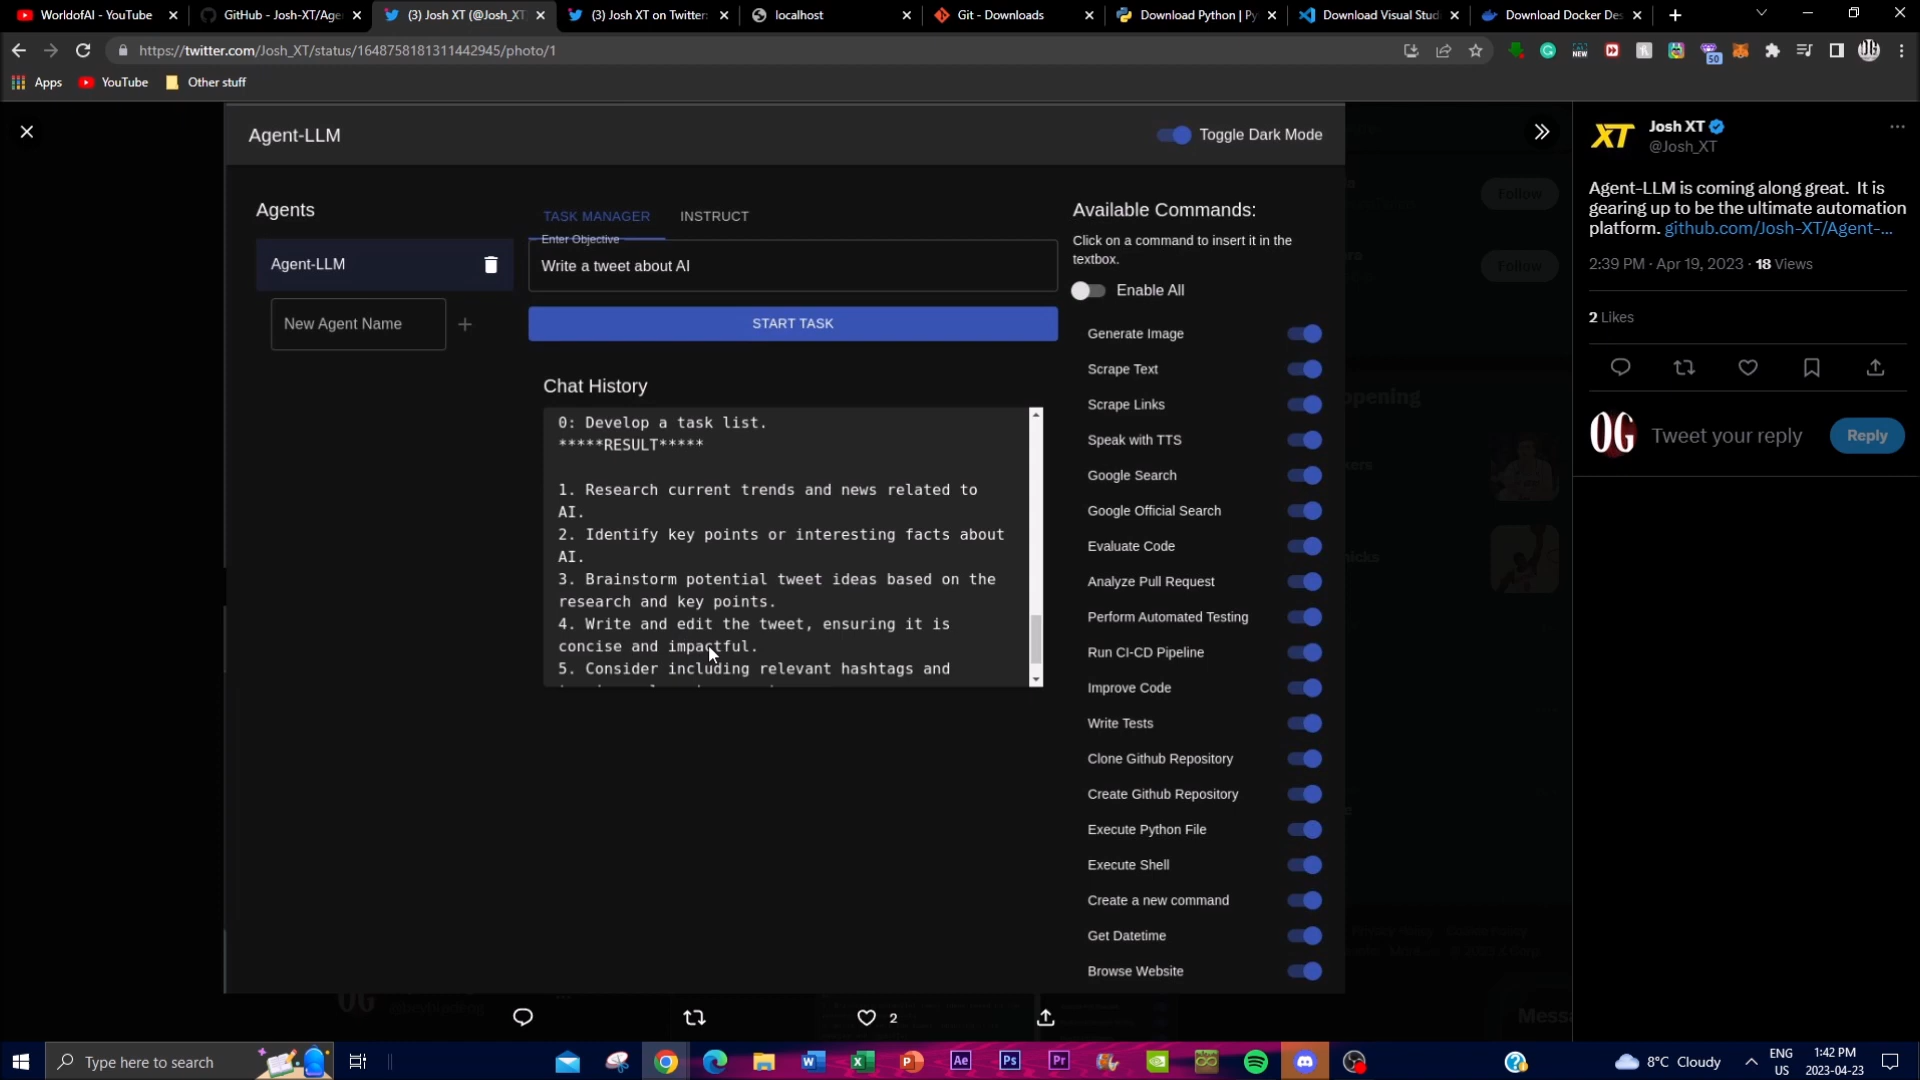 WorldofAI - YouTube
GitHub - Josh-XT/Age
(3) Josh XT (@Josh_XT
(3) Josh XT on Twitter:
localhost
Git - Downloads
Download Python | Py
Download Visual Stud
Download Docker Des
https://twitter.com/Josh_XT/status/1648758181311442945/photo/1
NEW
50
Apps
YouTube
Other stuff
Agent-LLM
Toggle Dark Mode
Agents
Agent-LLM
New Agent Name
TASK MANAGER
INSTRUCT
Enter Objective
Write a tweet about AI
START TASK
Chat History
0: Develop a task list.
*****RESULT*****
1. Research current trends and news related to
AI.
2. Identify key points or interesting facts about
AI.
3. Brainstorm potential tweet ideas based on the
research and key points.
4. Write and edit the tweet, ensuring it is
concise and impactful.
5. Consider including relevant hashtags and
Available Commands:
Click on a command to insert it in the
textbox.
Enable All
Generate Image
Scrape Text
Scrape Links
Speak with TTS
Google Search
Google Official Search
Evaluate Code
Analyze Pull Request
Perform Automated Testing
Run CI-CD Pipeline
Improve Code
Write Tests
Clone Github Repository
Create Github Repository
Execute Python File
Execute Shell
Create a new command
Get Datetime
Browse Website
2
Follow
Follow
XT
Josh XT
@Josh_XT
Agent-LLM is coming along great. It is
gearing up to be the ultimate automation
platform. github.com/Josh-XT/Agent-...
2:39 PM · Apr 19, 2023 · 18 Views
2 Likes
OG
Tweet your reply
Reply
Type here to search
Ae
Ps
Pr
8°C Cloudy
ENG
US
1:42 PM
2023-04-23